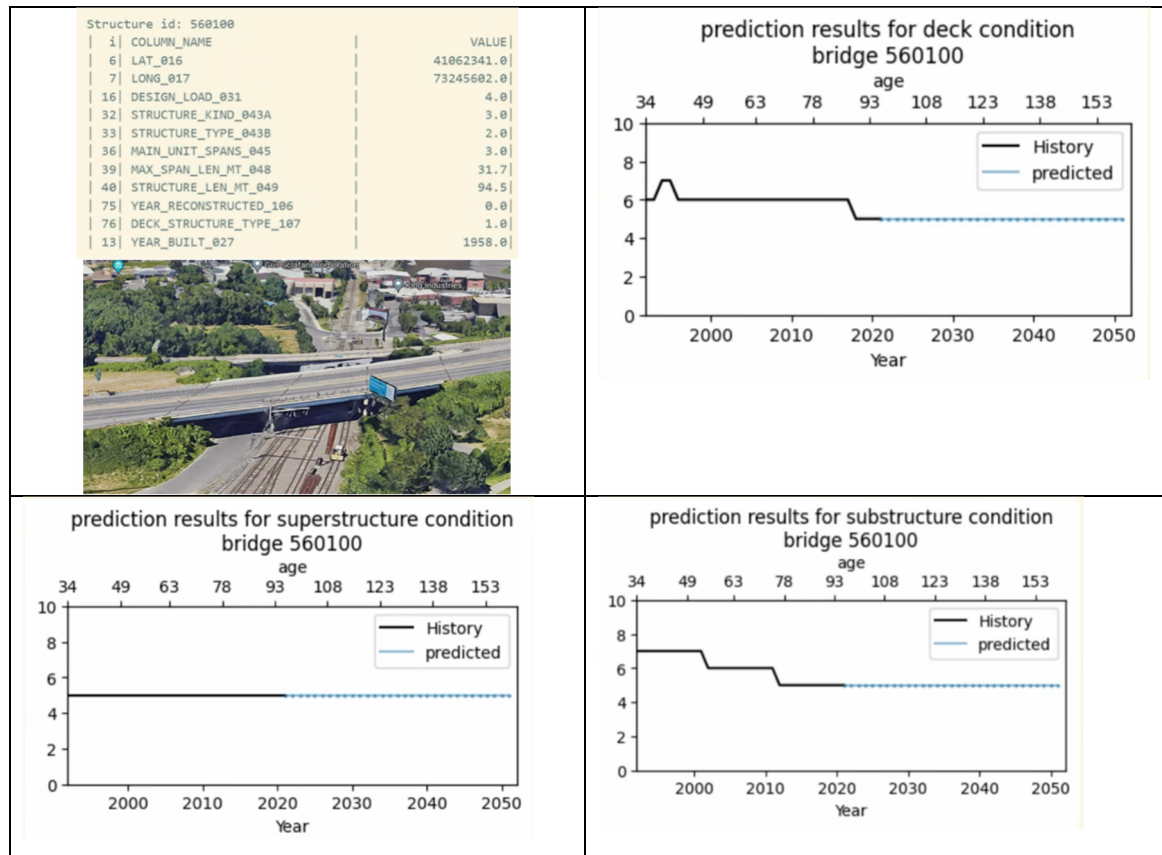 Structure id: 560100
| i| COLUMN_NAME | VALUE|
| 6| LAT_016 | 41062341.0|
| 7| LONG_017 | 73245602.0|
| 16| DESIGN_LOAD_031 | 4.0|
| 32| STRUCTURE_KIND_043A | 3.0|
| 33| STRUCTURE_TYPE_043B | 2.0|
| 36| MAIN_UNIT_SPANS_045 | 3.0|
| 39| MAX_SPAN_LEN_MT_048 | 31.7|
| 40| STRUCTURE_LEN_MT_049 | 94.5|
| 75| YEAR_RECONSTRUCTED_106 | 0.0|
| 76| DECK_STRUCTURE_TYPE_107 | 1.0|
| 13| YEAR_BUILT_027 | 1958.0|
King Industries
prediction results for deck condition
bridge 560100
age
34 49 63 78 93 108 123 138 153
10
8
6
4
2
0
History
predicted
2000 2010 2020 2030 2040 2050
Year
prediction results for superstructure condition
bridge 560100
age
34 49 63 78 93 108 123 138 153
10
8
6
4
2
0
History
predicted
2000 2010 2020 2030 2040 2050
Year
prediction results for substructure condition
bridge 560100
age
34 49 63 78 93 108 123 138 153
10
8
6
4
2
0
History
predicted
2000 2010 2020 2030 2040 2050
Year